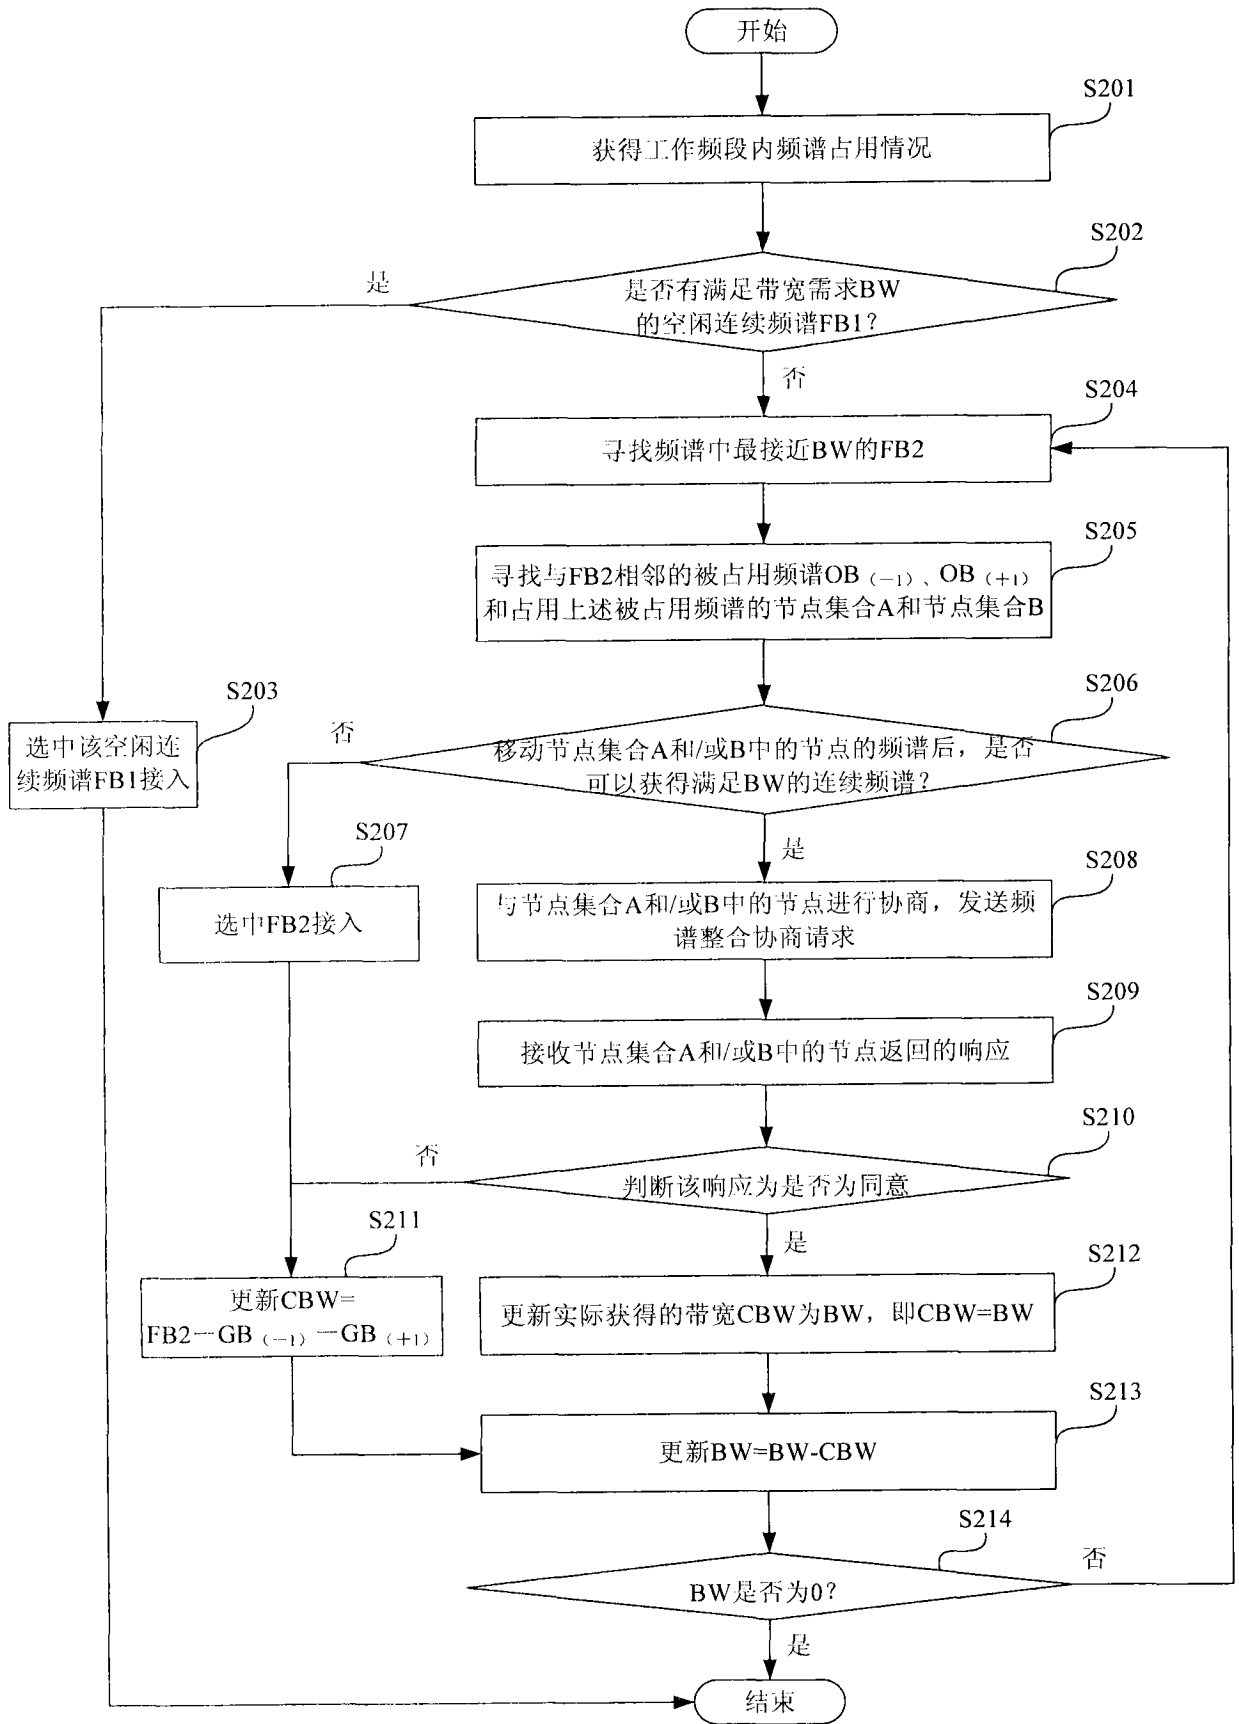 开始
S201
获得工作频段内频谱占用情况
S202
是
是否有满足带宽需求BW
的空闲连续频谱FB1?
否
S204
寻找频谱中最接近BW的FB2
S205
寻找与FB2相邻的被占用频谱OB（−1）、OB（+1）
和占用上述被占用频谱的节点集合A和节点集合B
S203
选中该空闲连
续频谱FB1接入
S206
否
移动节点集合A和/或B中的节点的频谱后，是否
可以获得满足BW的连续频谱?
是
S207
选中FB2接入
S208
与节点集合A和/或B中的节点进行协商，发送频
谱整合协商请求
S209
接收节点集合A和/或B中的节点返回的响应
S210
否
判断该响应为是否为同意
是
S211
更新CBW=
FB2－GB（−1）－GB（+1）
S212
更新实际获得的带宽CBW为BW，即CBW=BW
S213
更新BW=BW-CBW
S214
否
BW是否为0?
是
结束